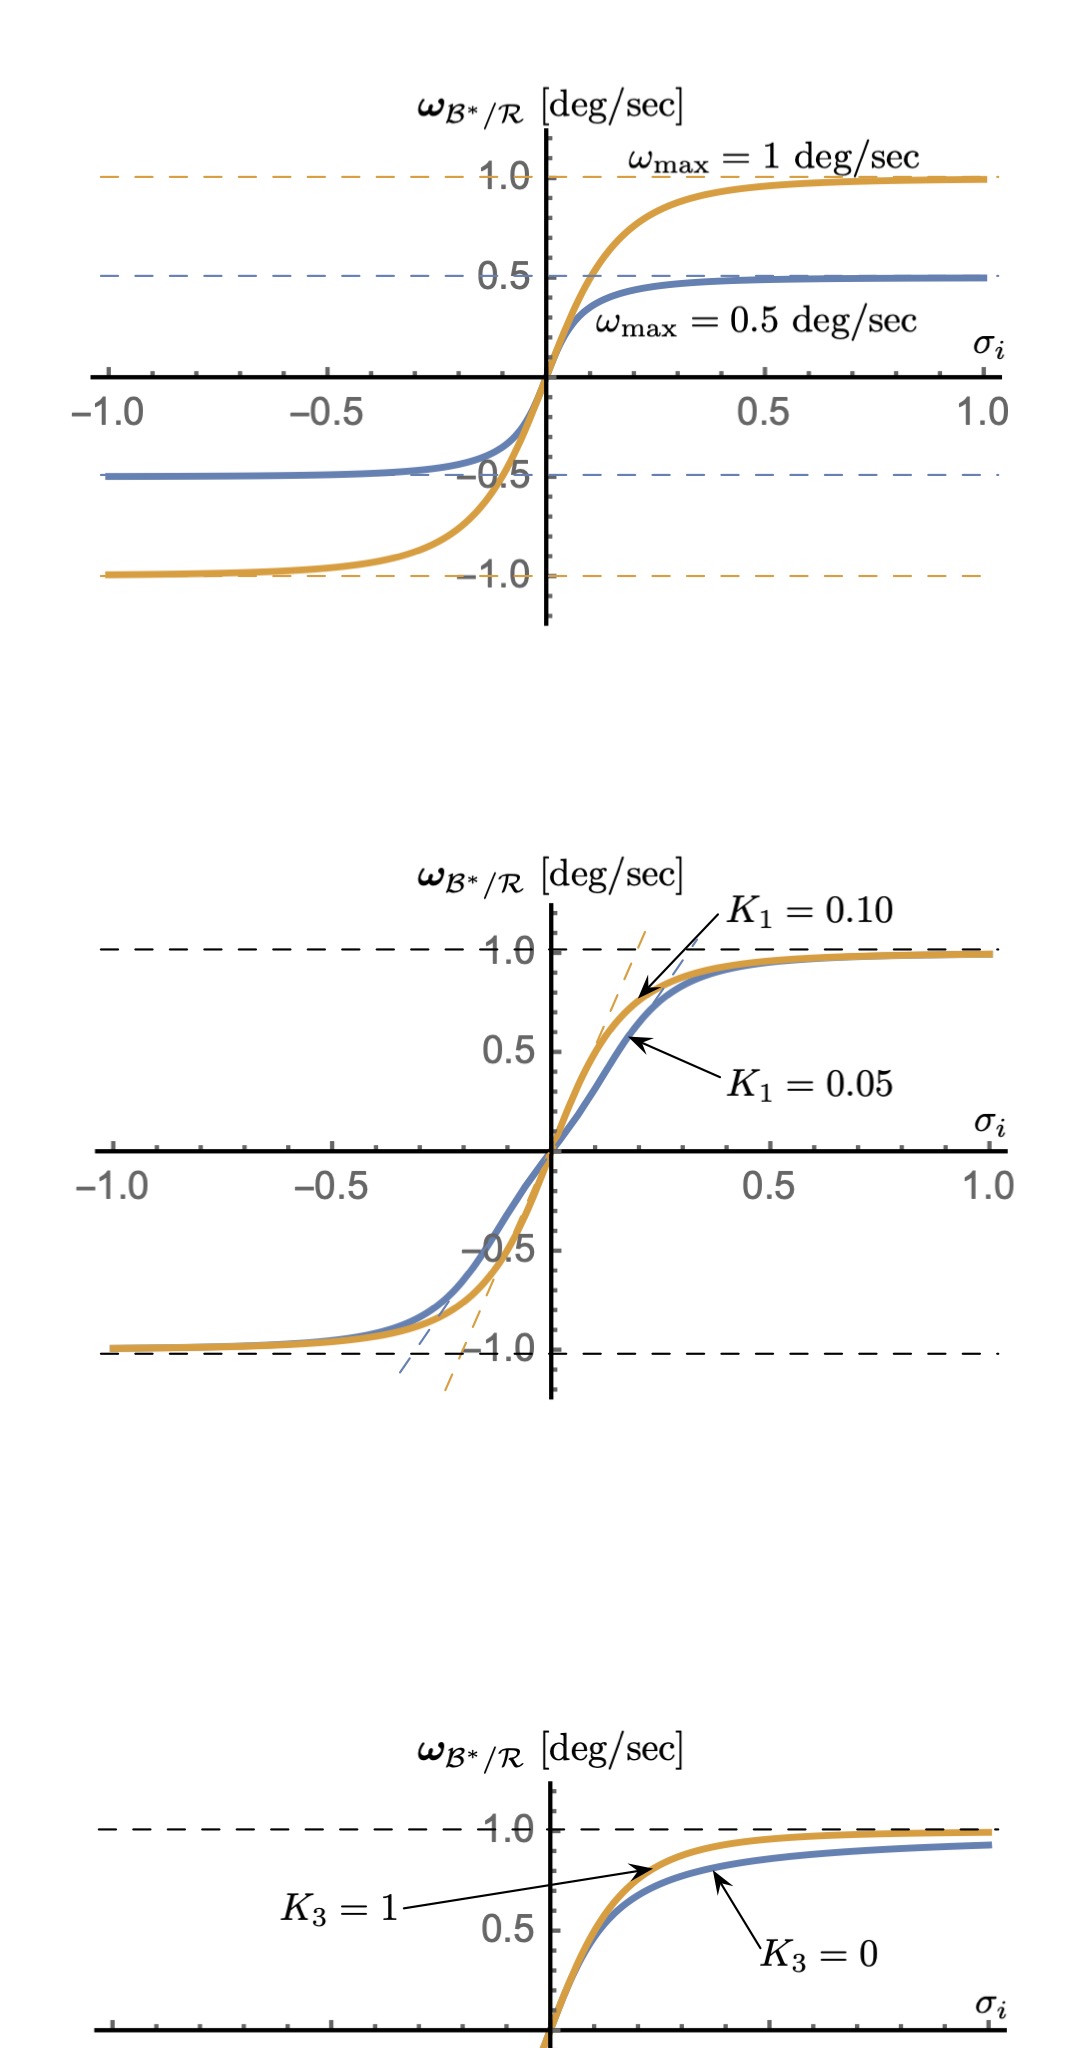 𝝎_{ℬ*/ℛ} [deg/sec]
ω_max = 1 deg/sec
1.0
0.5
ω_max = 0.5 deg/sec
σ_i
−1.0 −0.5 0.5 1.0
−0.5
−1.0
𝝎_{ℬ*/ℛ} [deg/sec]
K_1 = 0.10
1.0
0.5
K_1 = 0.05
σ_i
−1.0 −0.5 0.5 1.0
−0.5
−1.0
𝝎_{ℬ*/ℛ} [deg/sec]
1.0
K_3 = 1
0.5
K_3 = 0
σ_i